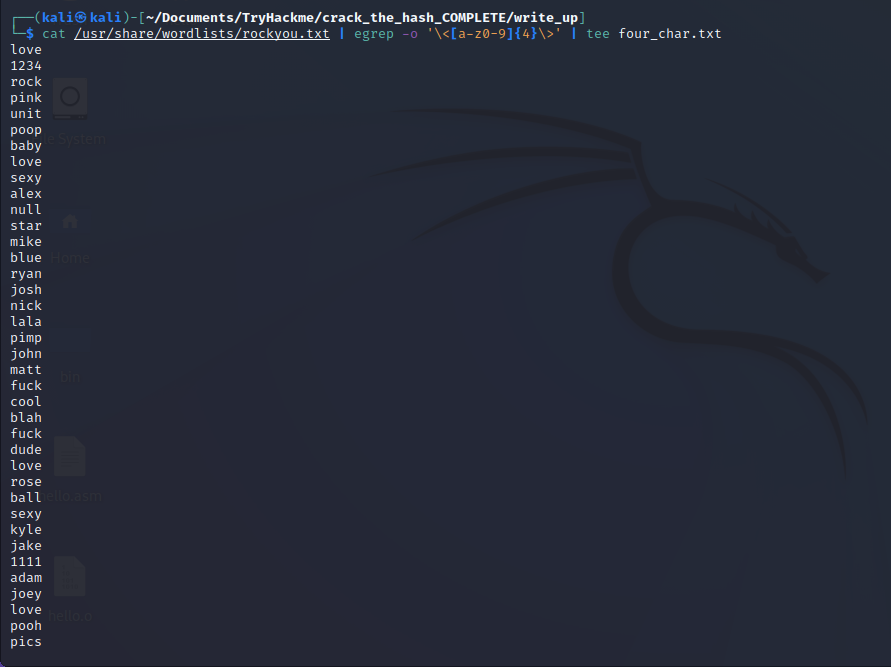 ┌──(kali㉿kali)-[~/Documents/TryHackme/crack_the_hash_COMPLETE/write_up]
└─$ cat /usr/share/wordlists/rockyou.txt | egrep -o '\<[a-z0-9]{4}\>' | tee four_char.txt
love
1234
rock
pink
unit
poop
baby
love
sexy
alex
null
star
mike
blue
ryan
josh
nick
lala
pimp
john
matt
fuck
cool
blah
fuck
dude
love
rose
ball
sexy
kyle
jake
1111
adam
joey
love
pooh
pics
System
Home
bin
hello.asm
hello.o